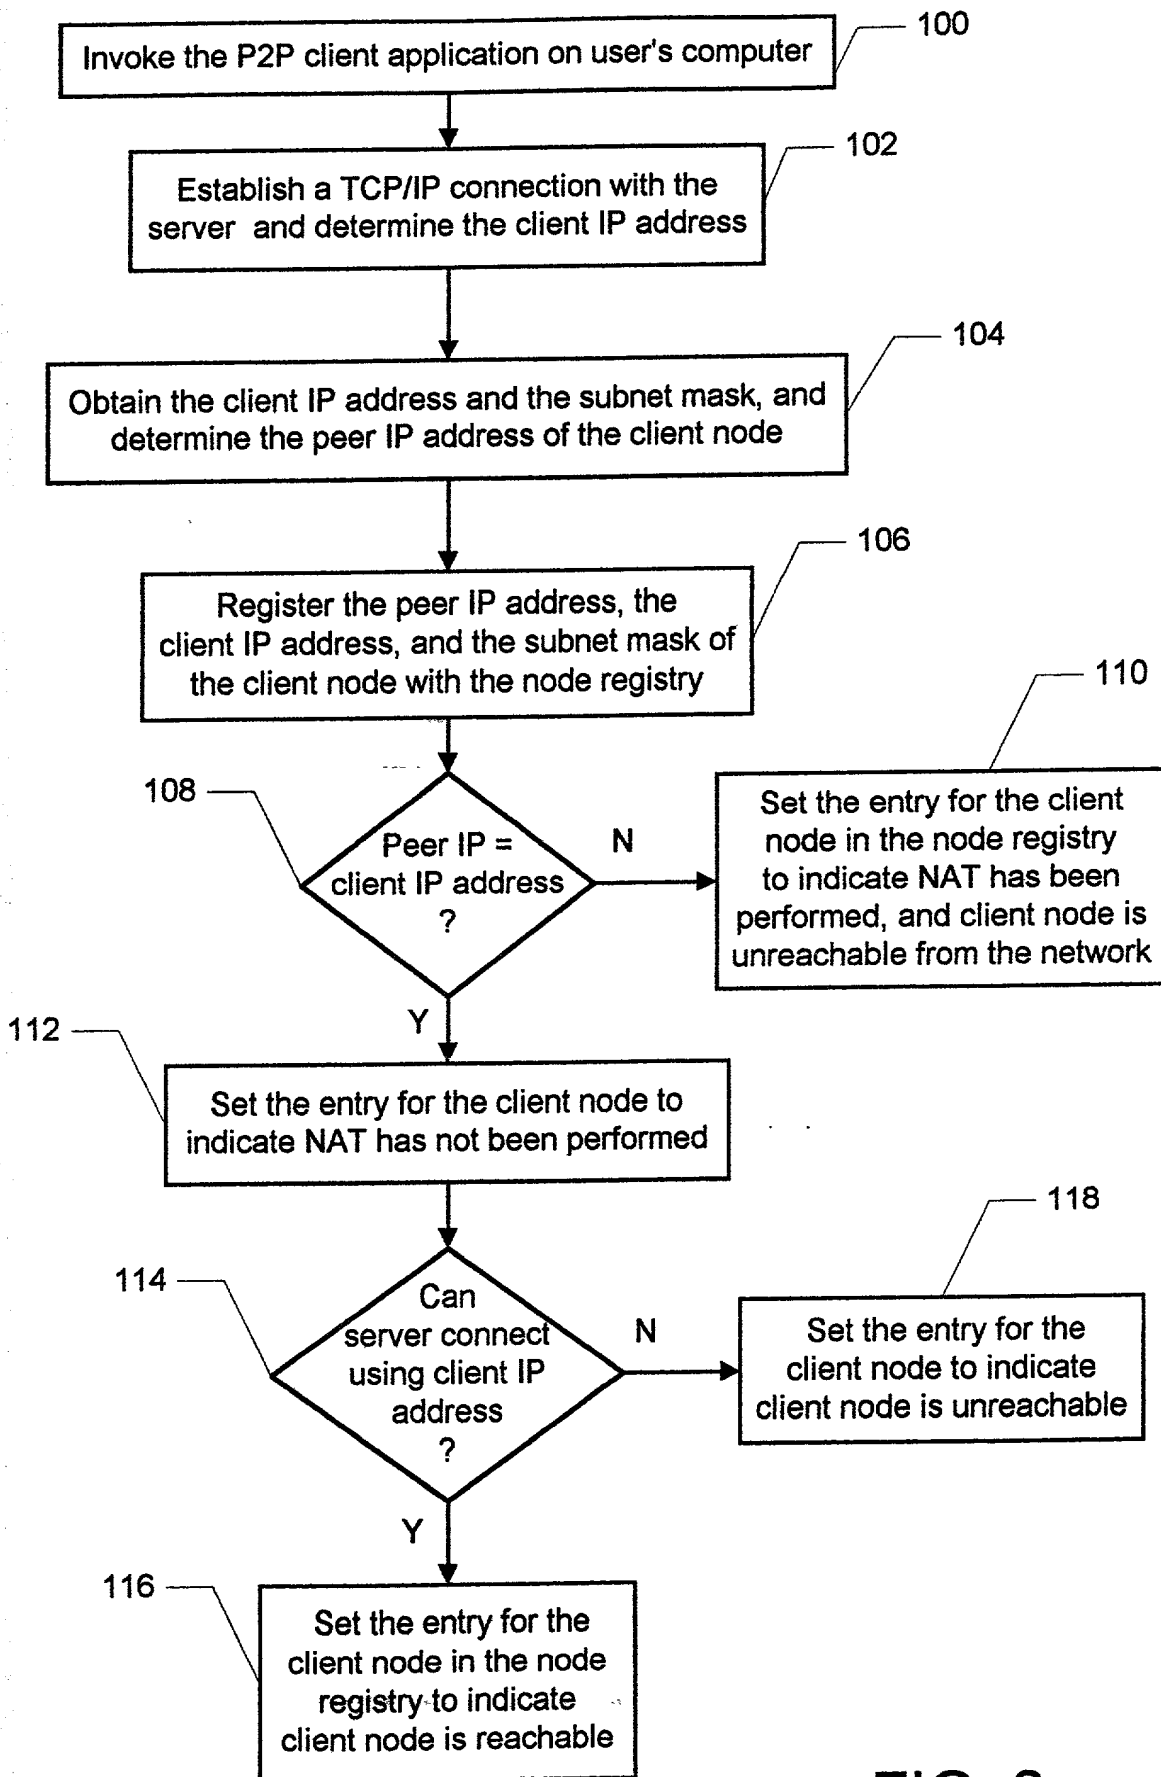 100
Invoke the P2P client application on user's computer
102
Establish a TCP/IP connection with the
server and determine the client IP address
104
Obtain the client IP address and the subnet mask, and
determine the peer IP address of the client node
106
Register the peer IP address, the
client IP address, and the subnet mask of
the client node with the node registry
108
Peer IP =
client IP address
?
N
110
Set the entry for the client
node in the node registry
to indicate NAT has been
performed, and client node is
unreachable from the network
Y
112
Set the entry for the client node to
indicate NAT has not been performed
114
Can
server connect
using client IP
address
?
N
118
Set the entry for the
client node to indicate
client node is unreachable
Y
116
Set the entry for the
client node in the node
registry to indicate
client node is reachable
FIG.